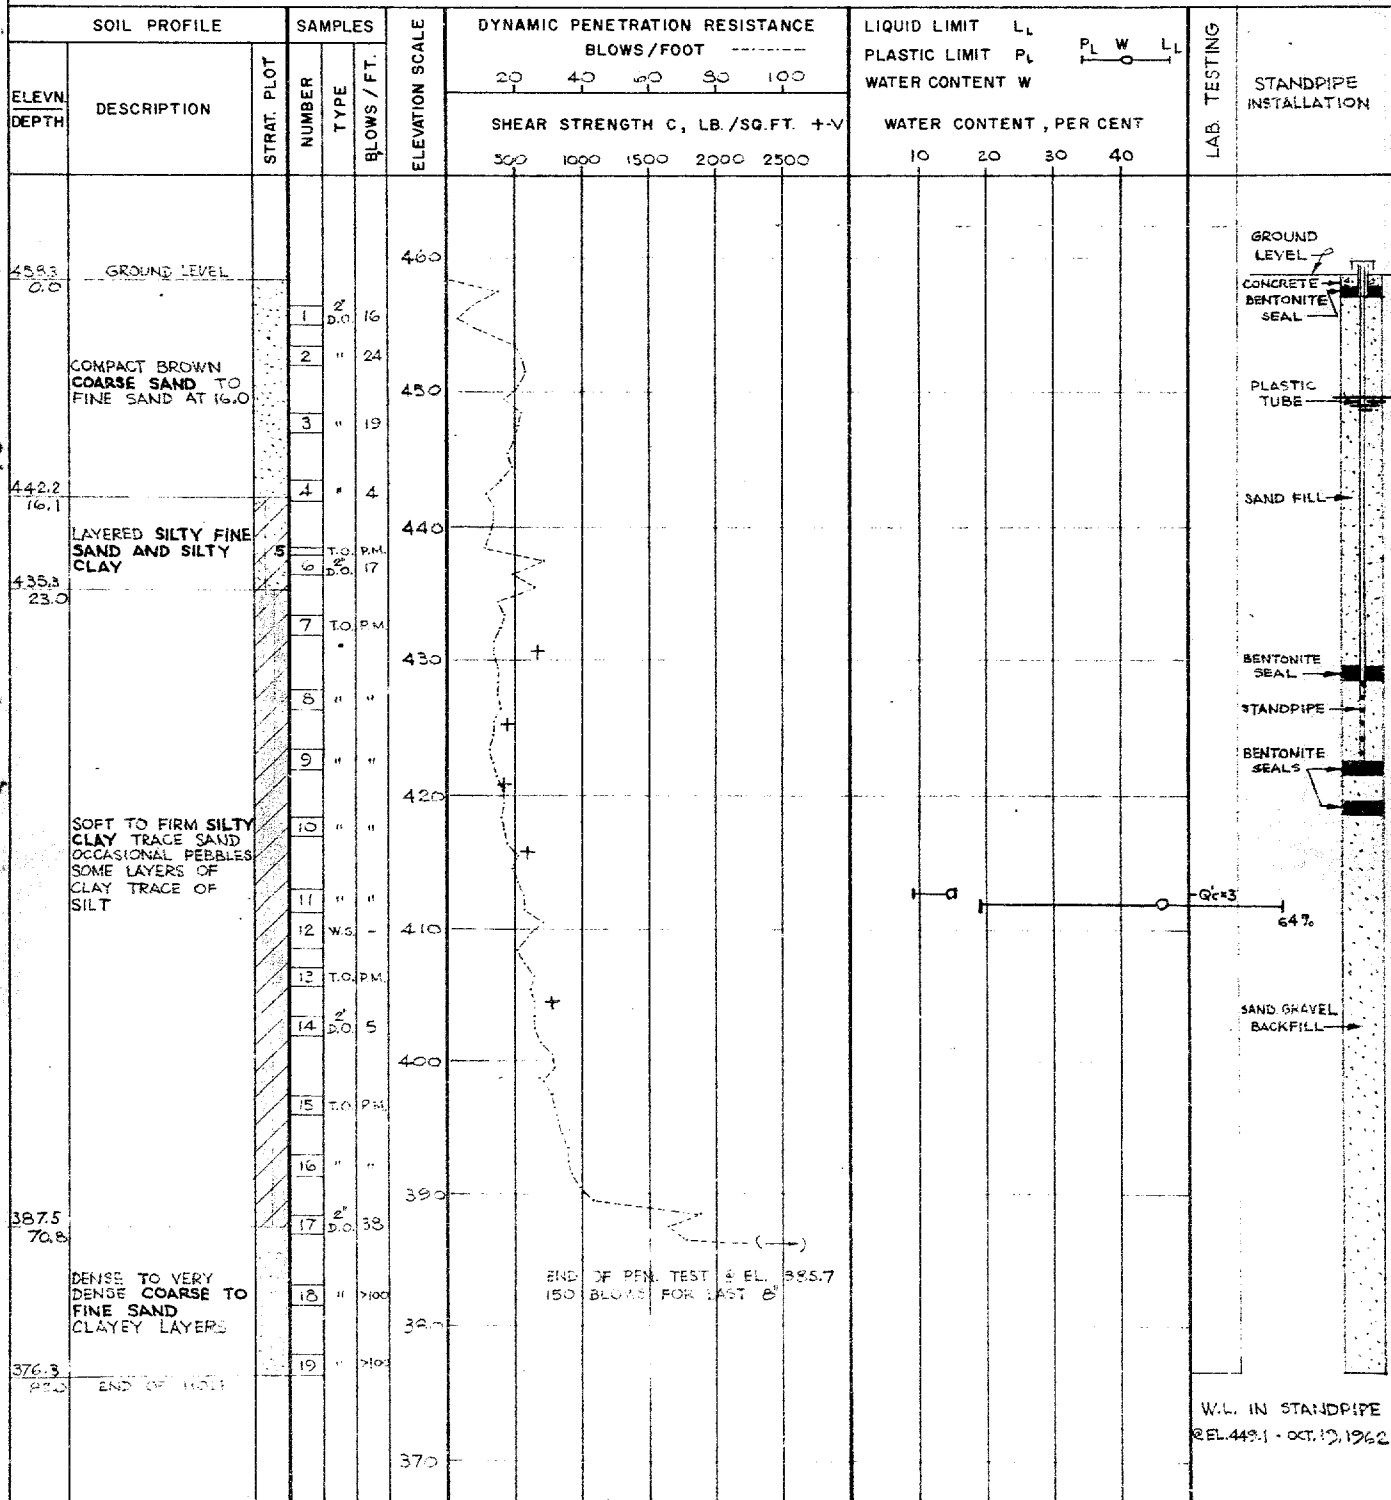 SOIL PROFILE
SAMPLES
ELEVATION SCALE
DYNAMIC PENETRATION RESISTANCE
BLOWS/FOOT
20 40 60 80 100
SHEAR STRENGTH C, LB./SQ.FT. +-V
500 1000 1500 2000 2500
LIQUID LIMIT LL
PLASTIC LIMIT PL
WATER CONTENT W
PL W LL
WATER CONTENT, PER CENT
10 20 30 40
LAB. TESTING
STANDPIPE
INSTALLATION
ELEVN
DEPTH
DESCRIPTION
STRAT. PLOT
NUMBER
TYPE
BLOWS / FT.
458.3
0.0
GROUND LEVEL
COMPACT BROWN
COARSE SAND TO
FINE SAND AT 16.0
442.2
16.1
LAYERED SILTY FINE
SAND AND SILTY
CLAY
435.3
23.0
SOFT TO FIRM SILTY
CLAY TRACE SAND
OCCASIONAL PEBBLES
SOME LAYERS OF
CLAY TRACE OF
SILT
387.5
70.8
DENSE TO VERY
DENSE COARSE TO
FINE SAND
CLAYEY LAYERS
376.3
END OF HOLE
1 2" D.O. 16
2 " 24
3 " 19
4 " 4
5 T.O. P.M.
6 2" D.O. 17
7 T.O. P.M.
8 " "
9 " "
10 " "
11 " "
12 W.S. -
13 T.O. P.M.
14 2" D.O. 5
15 T.O. P.M.
16 " "
17 2" D.O. 38
18 " >100
19 " >100
460
450
440
430
420
410
400
390
380
370
END OF PEN. TEST @ EL. 385.7
150 BLOWS FOR LAST 8"
Q'c=3
64%
GROUND
LEVEL
CONCRETE
BENTONITE
SEAL
PLASTIC
TUBE
SAND FILL
BENTONITE
SEAL
STANDPIPE
BENTONITE
SEALS
SAND GRAVEL
BACKFILL
W.L. IN STANDPIPE
@EL.449.1 - OCT. 1962